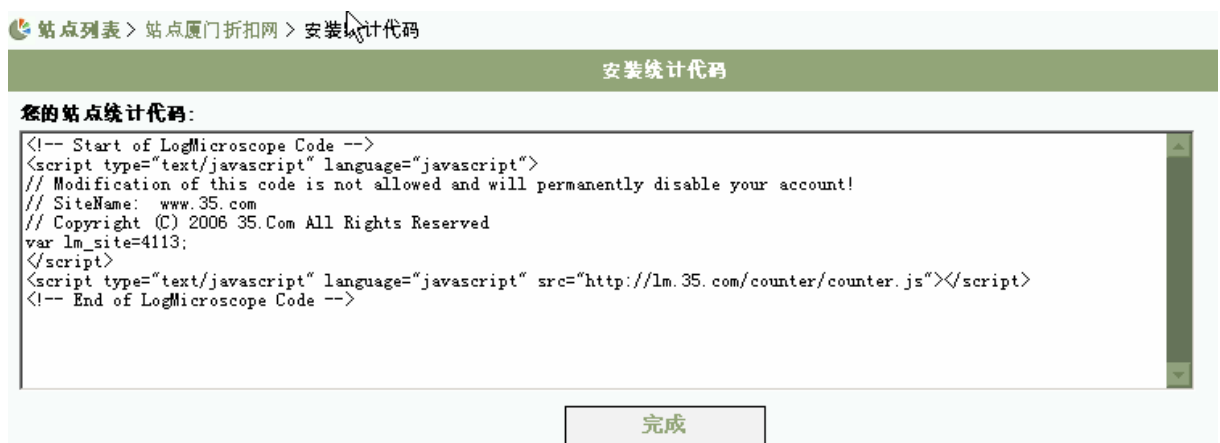 站点列表 > 站点厦门折扣网 > 安装统计代码
安装统计代码
您的站点统计代码:
<!-- Start of LogMicroscope Code -->
<script type="text/javascript" language="javascript">
// Modification of this code is not allowed and will permanently disable your account!
// SiteName:  www.35.com
// Copyright (C) 2006 35.Com All Rights Reserved
var lm_site=4113;
</script>
<script type="text/javascript" language="javascript" src="http://lm.35.com/counter/counter.js"></script>
<!-- End of LogMicroscope Code -->
完成